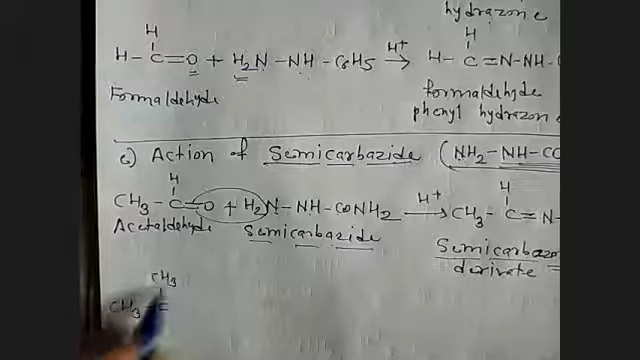 hydrazone
H H
H - C = O + H2N - NH - C6H5 H+ → H - C = N - NH - C
Formaldehyde formaldehyde
phenyl hydrazone
c) Action of Semicarbazide (NH2 - NH - CO
H H
CH3 - C = O + H2N - NH - CONH2 H+ → CH3 - C = N -
Acetaldehyde Semicarbazide Semicarbazo
derivate =
CH3
CH3 - C